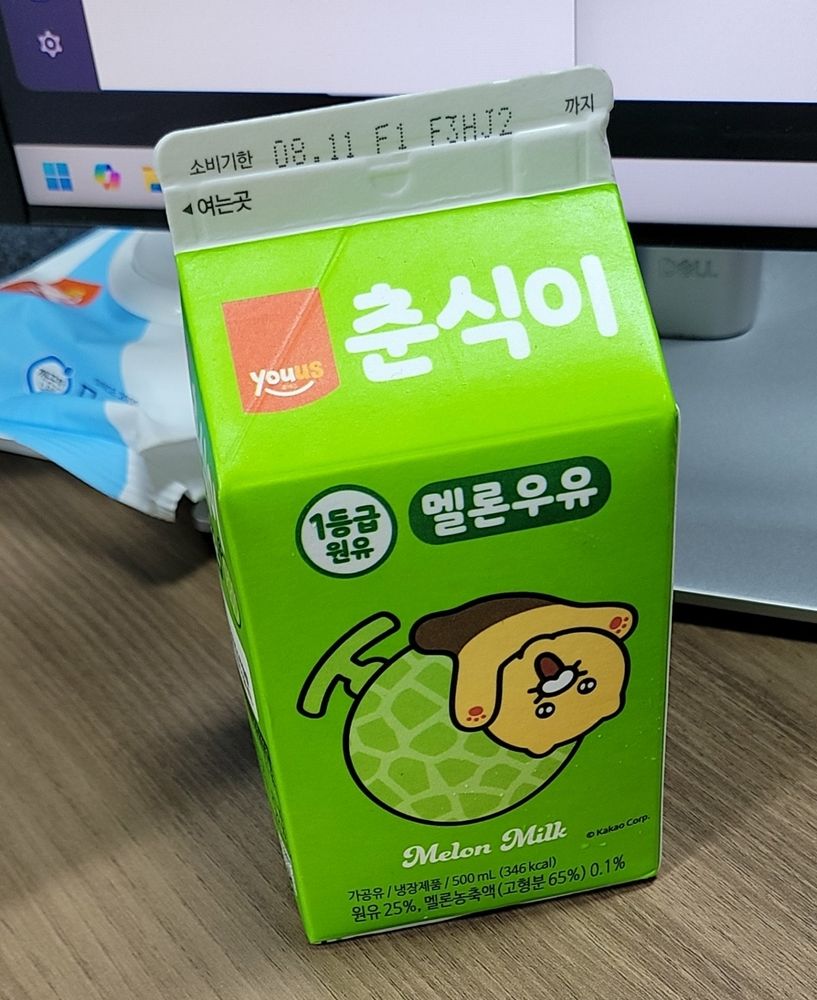 소비기한 08.11 F1 F3HJ2 까지
◀여는곳
youus
춘식이
1등급
원유
멜론우유
Melon Milk
© Kakao Corp.
가공유 / 냉장제품 / 500 mL (346 kcal)
원유 25%, 멜론농축액(고형분 65%) 0.1%
DELL